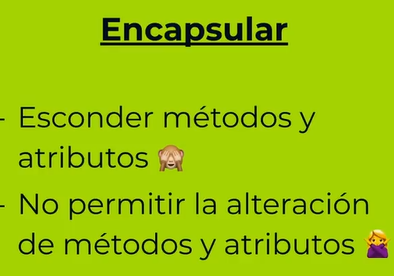 Encapsular
- Esconder métodos y
atributos 🙈
- No permitir la alteración
de métodos y atributos 🙇‍♀️